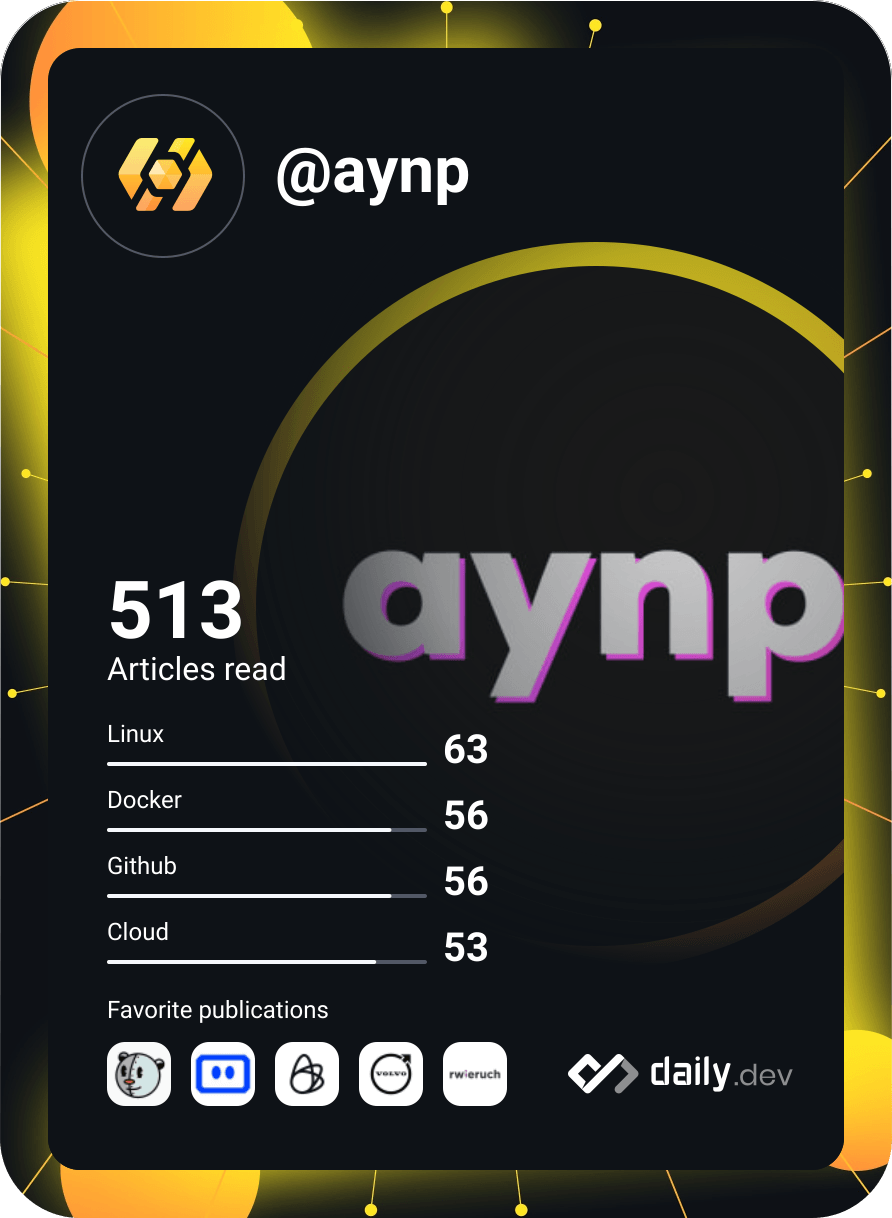 @aynp
aynp
513
Articles read
Linux
63
Docker
56
Github
56
Cloud
53
Favorite publications
VOLVO
rwieruch
daily.dev